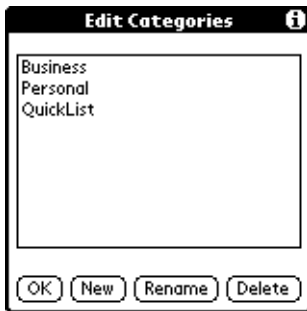 Edit Categories i
Business
Personal
QuickList
OK New Rename Delete